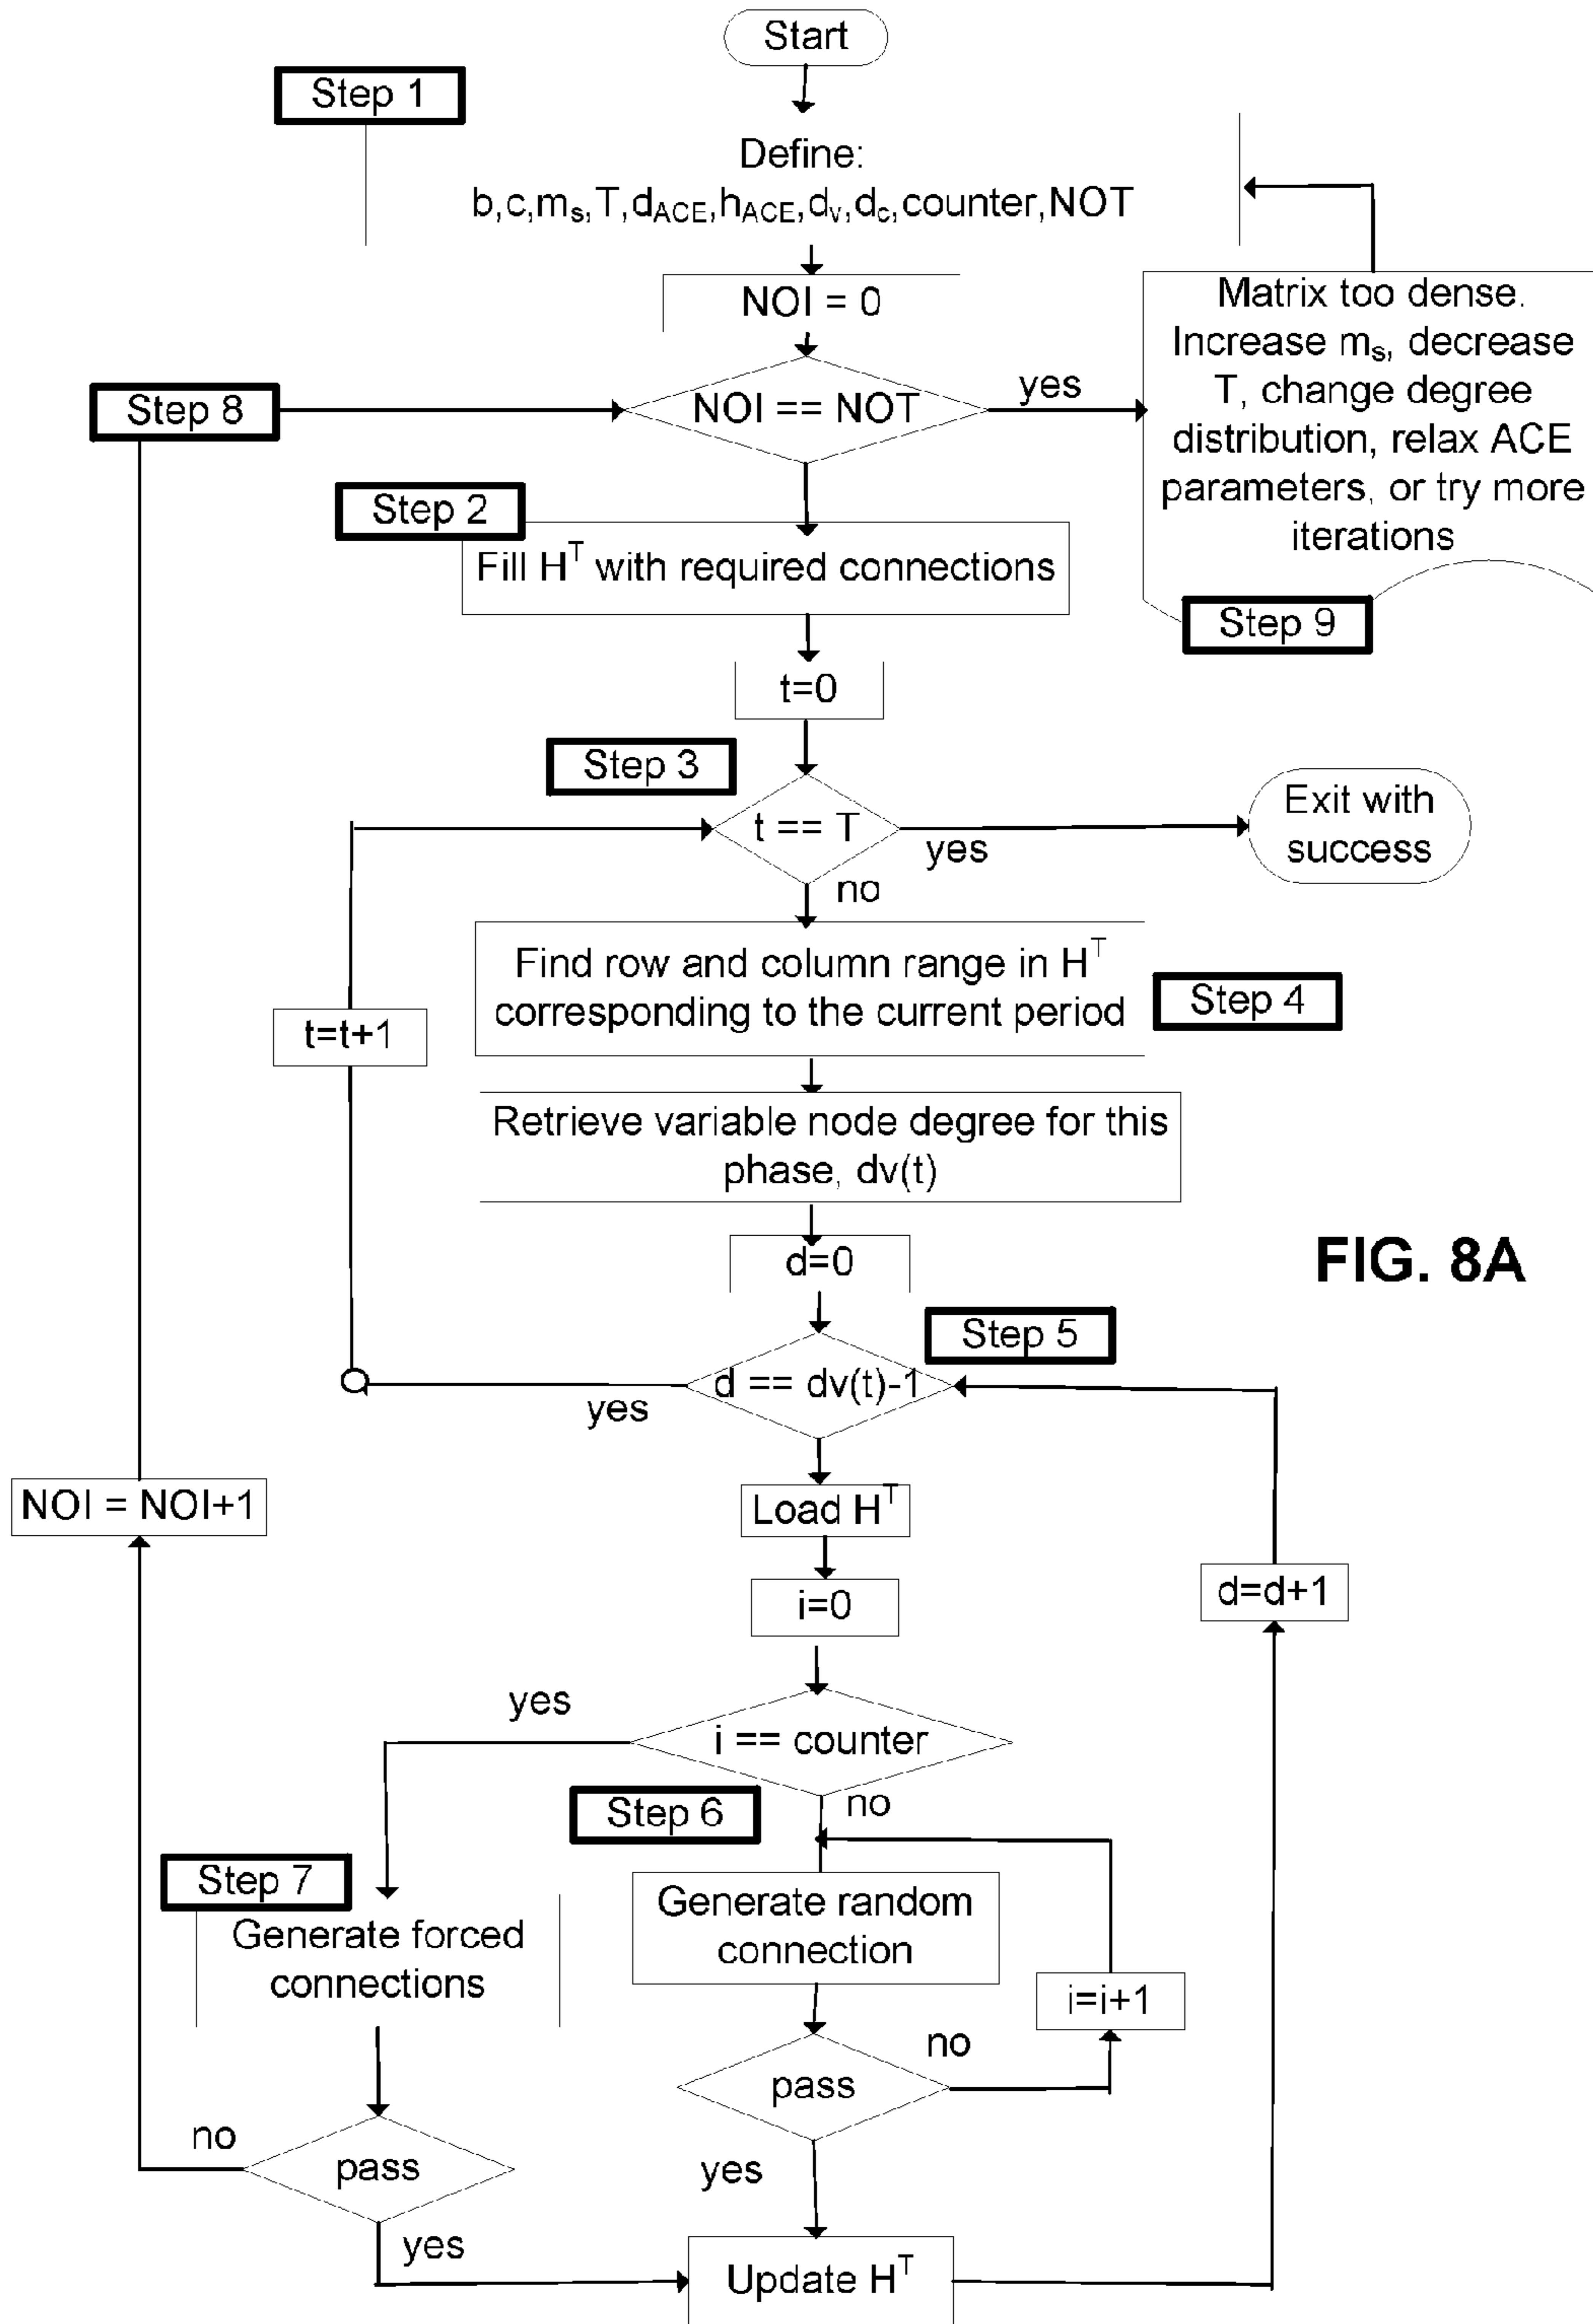 Start
Step 1
Define:
b,c,mₛ,T,d_ACE,h_ACE,d_v,d_c,counter,NOT
NOI = 0
Matrix too dense.
Increase mₛ, decrease
T, change degree
distribution, relax ACE
parameters, or try more
iterations
Step 8
NOI == NOT
yes
Step 2
Fill Hᵀ with required connections
Step 9
t=0
Step 3
t == T
yes
no
Exit with
success
Find row and column range in Hᵀ
corresponding to the current period
Step 4
t=t+1
Retrieve variable node degree for this
phase, dv(t)
d=0
FIG. 8A
Step 5
d == dv(t)-1
yes
NOI = NOI+1
Load Hᵀ
i=0
d=d+1
yes
i == counter
Step 6
no
Step 7
Generate forced
connections
Generate random
connection
i=i+1
no
pass
no
pass
yes
yes
Update Hᵀ